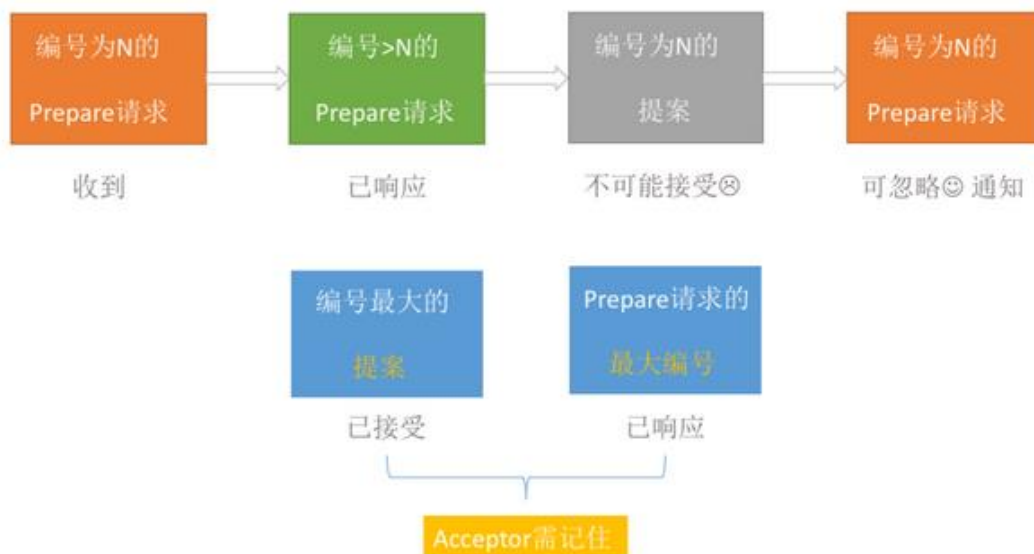 编号为N的
Prepare请求
收到
编号>N的
Prepare请求
已响应
编号为N的
提案
不可能接受☹
编号为N的
Prepare请求
可忽略☺ 通知
编号最大的
提案
已接受
Prepare请求的
最大编号
已响应
Acceptor需记住